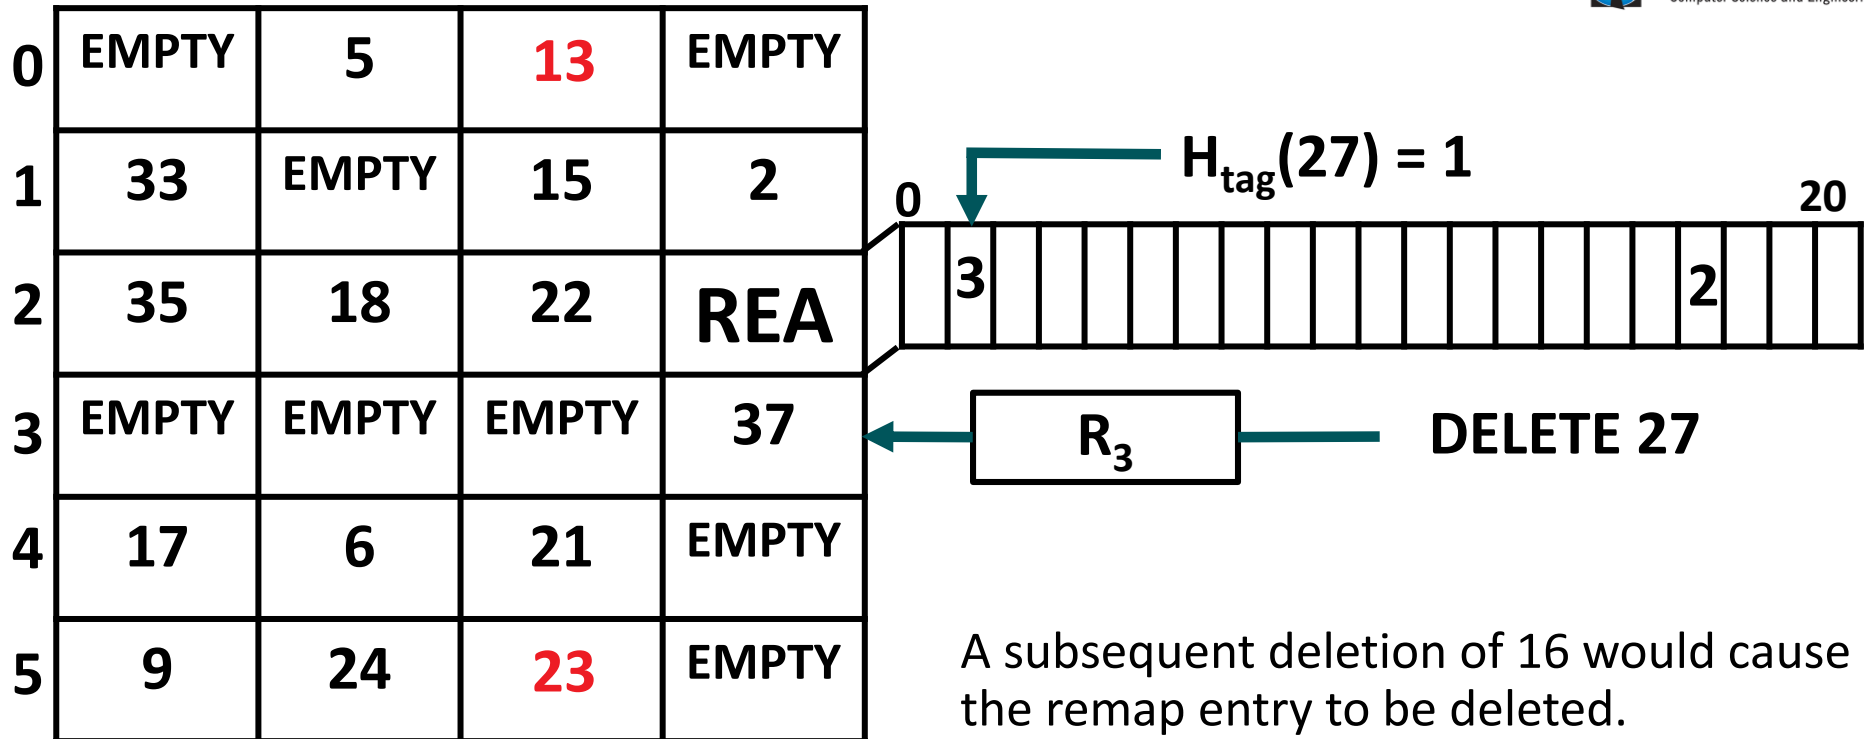 0 EMPTY 5 13 EMPTY
1 33 EMPTY 15 2
H_tag(27) = 1
0 20
2 35 18 22 REA
3 2
3 EMPTY EMPTY EMPTY 37
R_3 DELETE 27
4 17 6 21 EMPTY
5 9 24 23 EMPTY
A subsequent deletion of 16 would cause
the remap entry to be deleted.